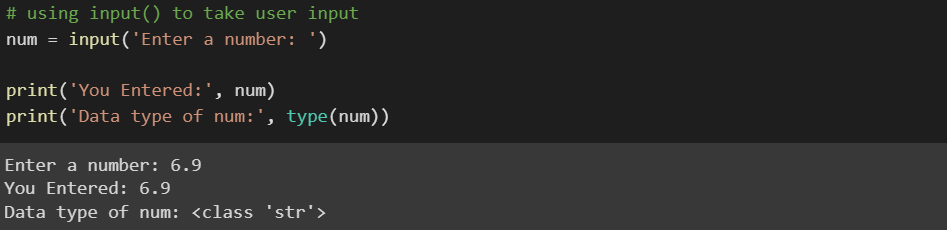 # using input() to take user input
num = input('Enter a number: ')
print('You Entered:', num)
print('Data type of num:', type(num))
Enter a number: 6.9
You Entered: 6.9
Data type of num: <class 'str'>